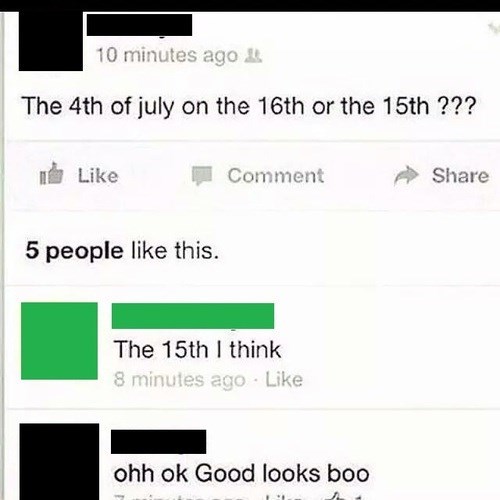 10 minutes ago
The 4th of july on the 16th or the 15th ???
Like Comment Share
5 people like this.
The 15th I think
8 minutes ago · Like
ohh ok Good looks boo